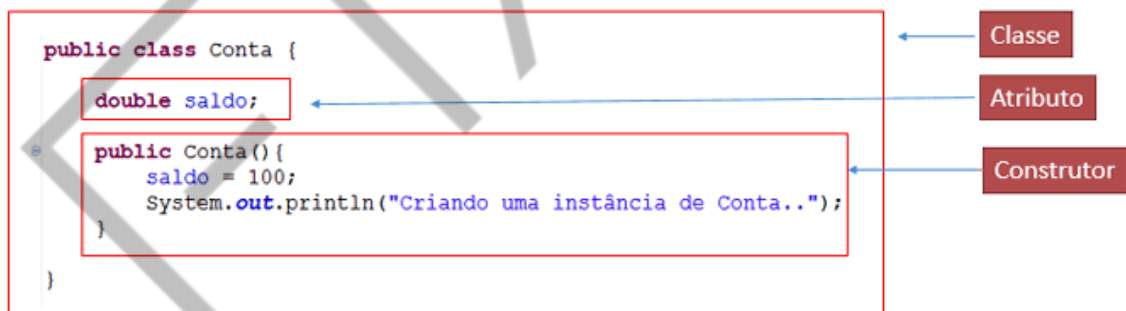 public class Conta {
Classe
double saldo;
Atributo
public Conta(){
saldo = 100;
Construtor
System.out.println("Criando uma instância de Conta..");
}
}